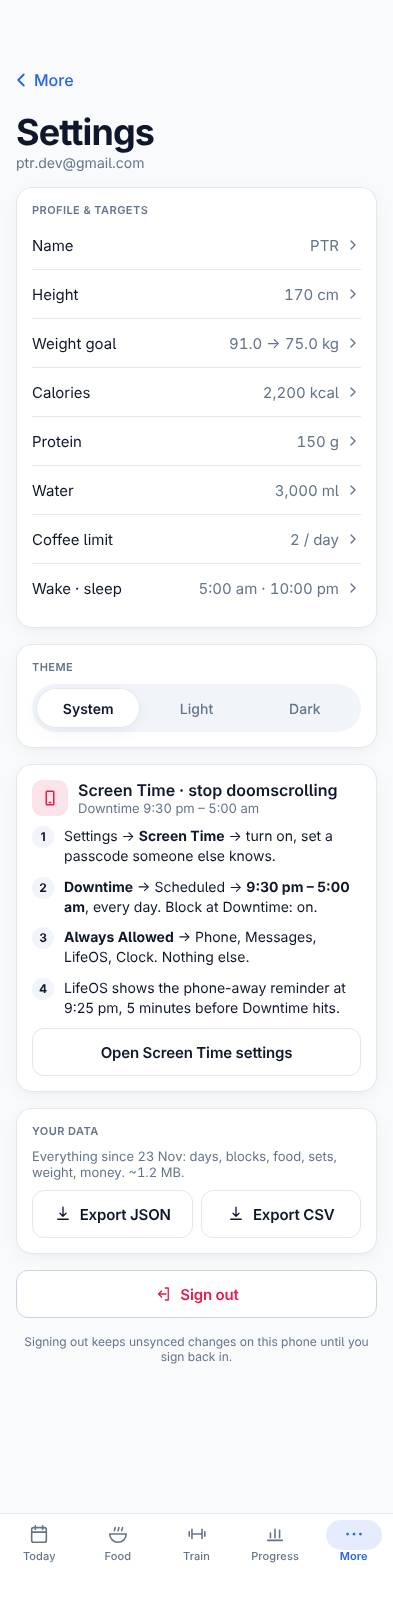 More
Settings
ptr.dev@gmail.com
PROFILE & TARGETS
Name PTR
Height 170 cm
Weight goal 91.0 → 75.0 kg
Calories 2,200 kcal
Protein 150 g
Water 3,000 ml
Coffee limit 2 / day
Wake · sleep 5:00 am · 10:00 pm
THEME
System Light Dark
Screen Time · stop doomscrolling
Downtime 9:30 pm – 5:00 am
1 Settings → Screen Time → turn on, set a
passcode someone else knows.
2 Downtime → Scheduled → 9:30 pm – 5:00
am, every day. Block at Downtime: on.
3 Always Allowed → Phone, Messages,
LifeOS, Clock. Nothing else.
4 LifeOS shows the phone-away reminder at
9:25 pm, 5 minutes before Downtime hits.
Open Screen Time settings
YOUR DATA
Everything since 23 Nov: days, blocks, food, sets,
weight, money. ~1.2 MB.
Export JSON Export CSV
Sign out
Signing out keeps unsynced changes on this phone until you
sign back in.
Today Food Train Progress More